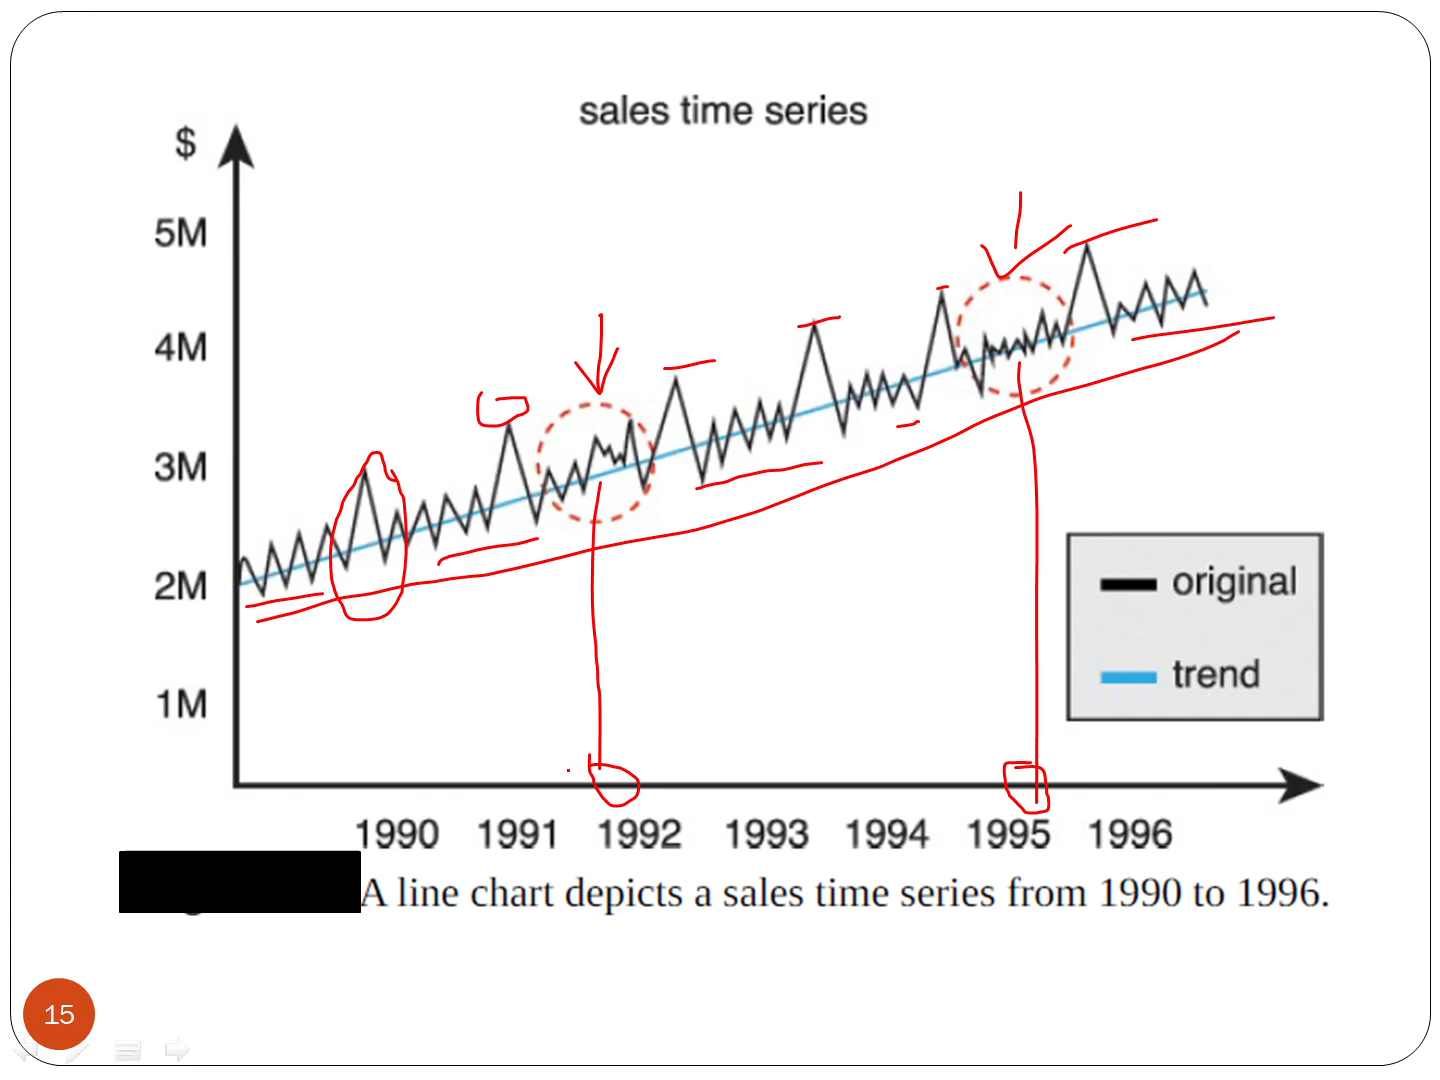 sales time series
$
5M
4M
3M
2M
1M
original
trend
1990 1991 1992 1993 1994 1995 1996
A line chart depicts a sales time series from 1990 to 1996.
15